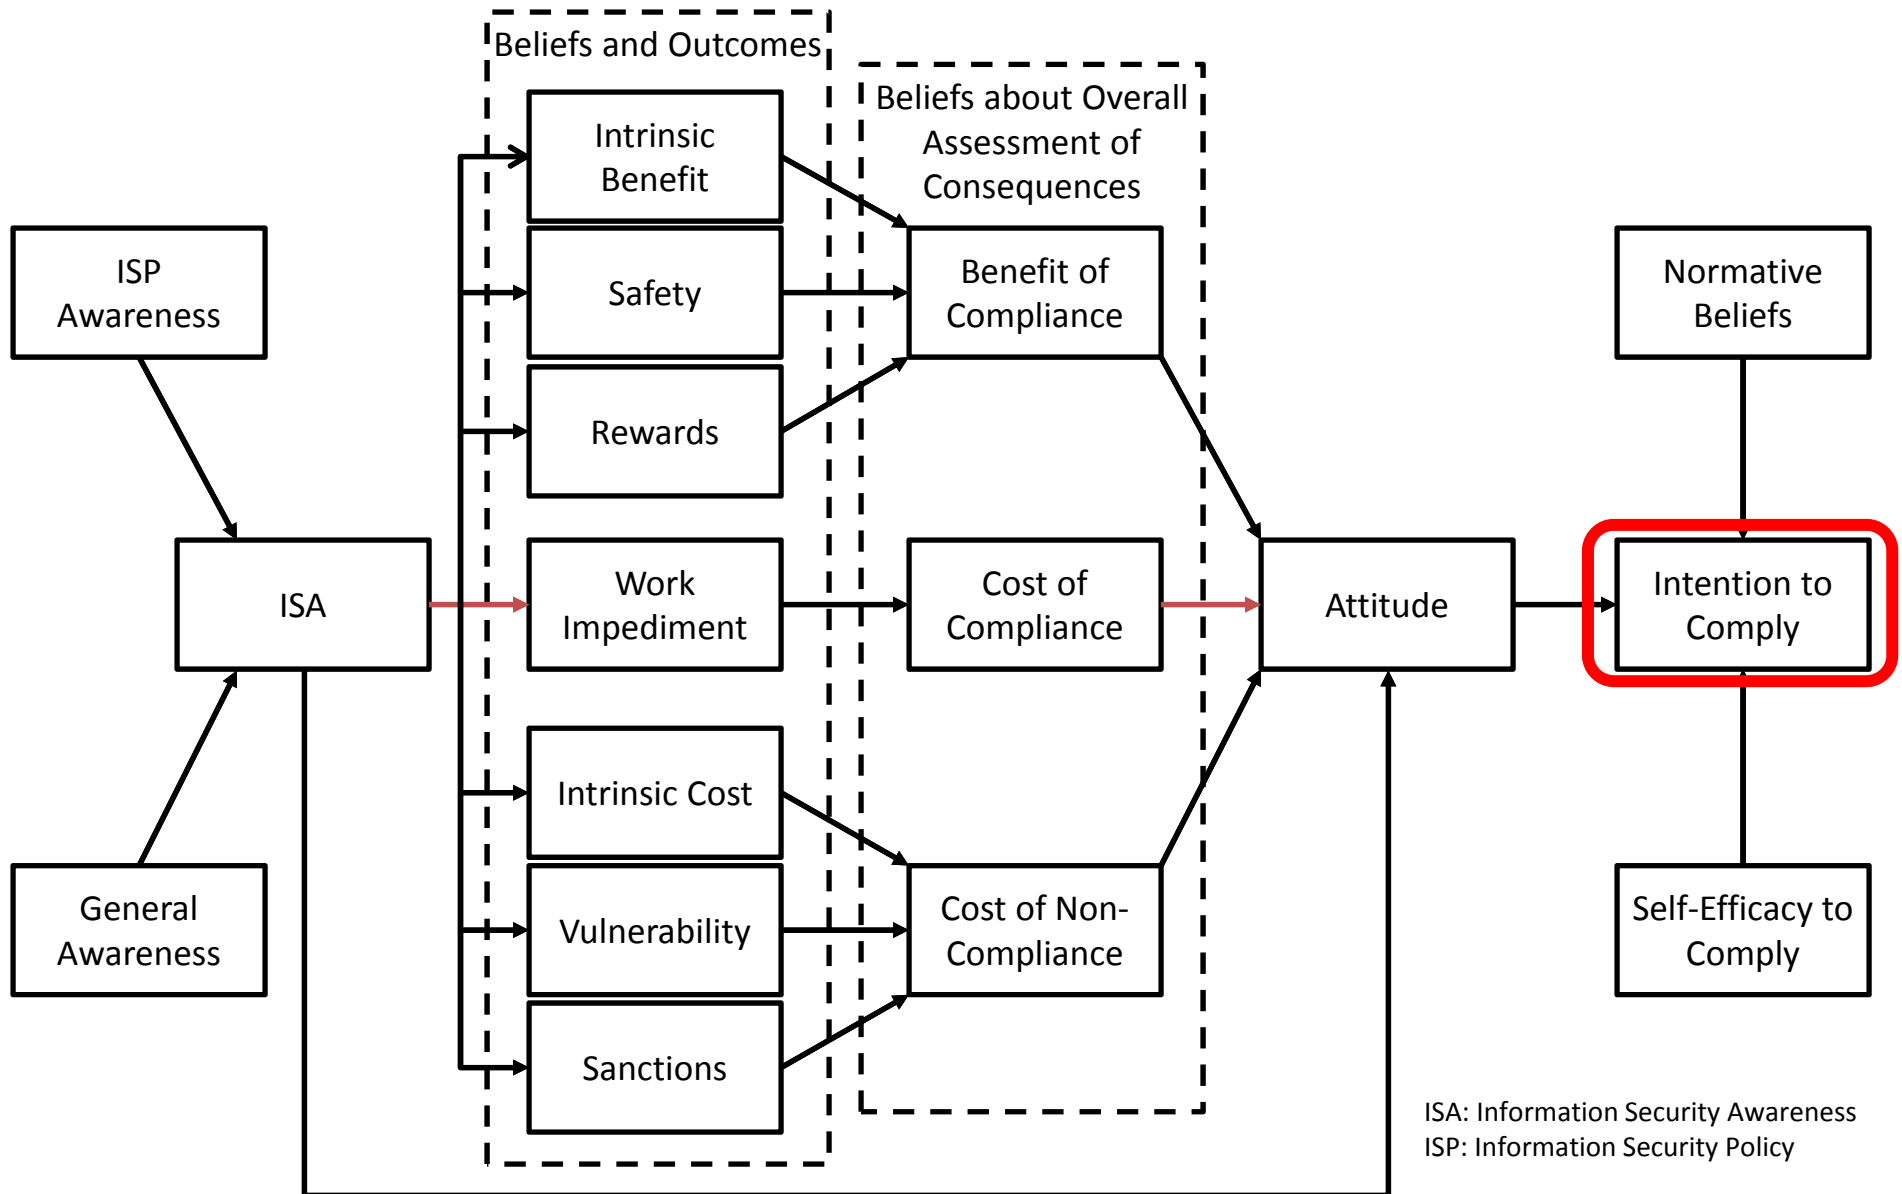 Beliefs and Outcomes
Beliefs about Overall
Assessment of
Consequences
Intrinsic
Benefit
Safety
Rewards
Work
Impediment
Intrinsic Cost
Vulnerability
Sanctions
ISP
Awareness
ISA
General
Awareness
Benefit of
Compliance
Cost of
Compliance
Cost of Non-
Compliance
Attitude
Normative
Beliefs
Intention to
Comply
Self-Efficacy to
Comply
ISA: Information Security Awareness
ISP: Information Security Policy